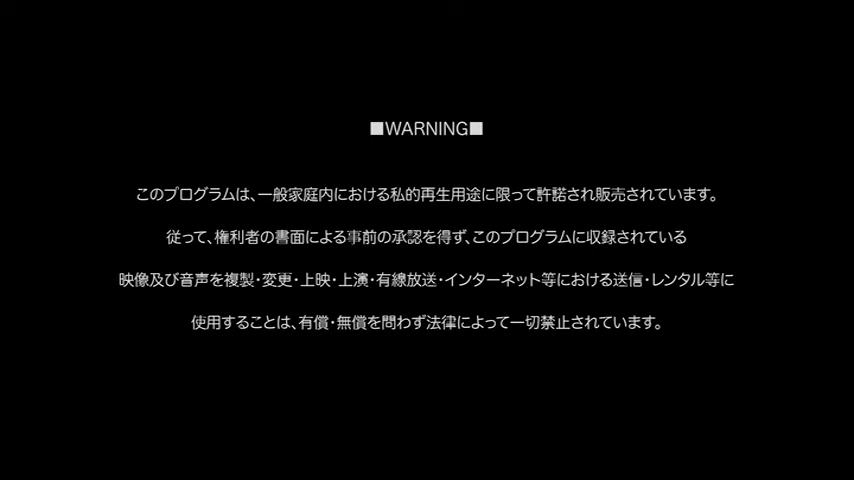 ■WARNING■
このプログラムは、一般家庭内における私的再生用途に限って許諾され販売されています。
従って、権利者の書面による事前の承認を得ず、このプログラムに収録されている
映像及び音声を複製・変更・上映・上演・有線放送・インターネット等における送信・レンタル等に
使用することは、有償・無償を問わず法律によって一切禁止されています。